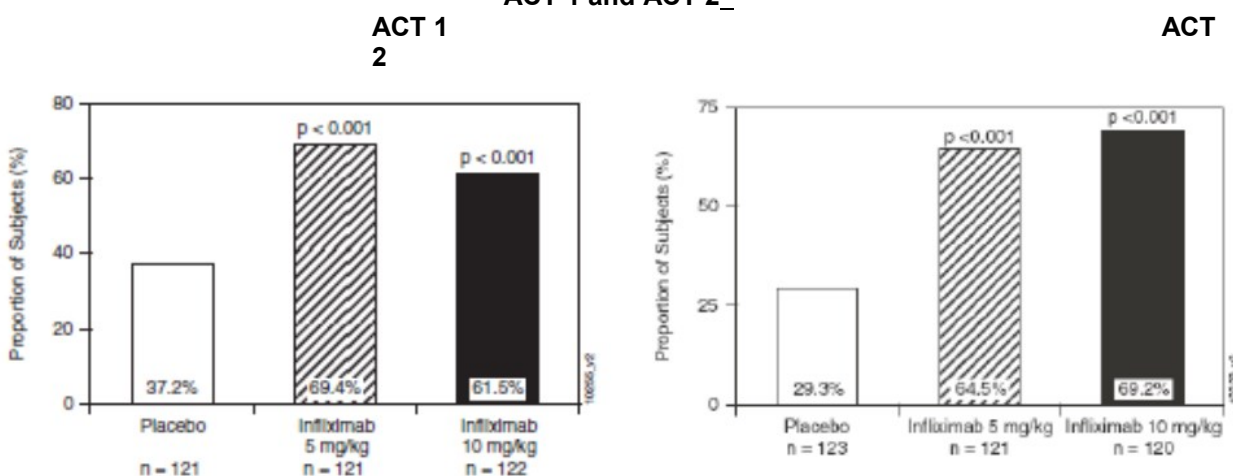 ACT 1 and ACT 2_
ACT 1
ACT
2
80
60
40
20
0
Proportion of Subjects (%)
p < 0.001
p < 0.001
37.2%
69.4%
61.5%
Placebo
Infliximab
5 mg/kg
Infliximab
10 mg/kg
n = 121
n = 121
n = 122
75
50
25
0
Proportion of Subjects (%)
p <0.001
p <0.001
29.3%
64.5%
69.2%
Placebo
Infliximab 5 mg/kg
Infliximab 10 mg/kg
n = 123
n = 121
n = 120